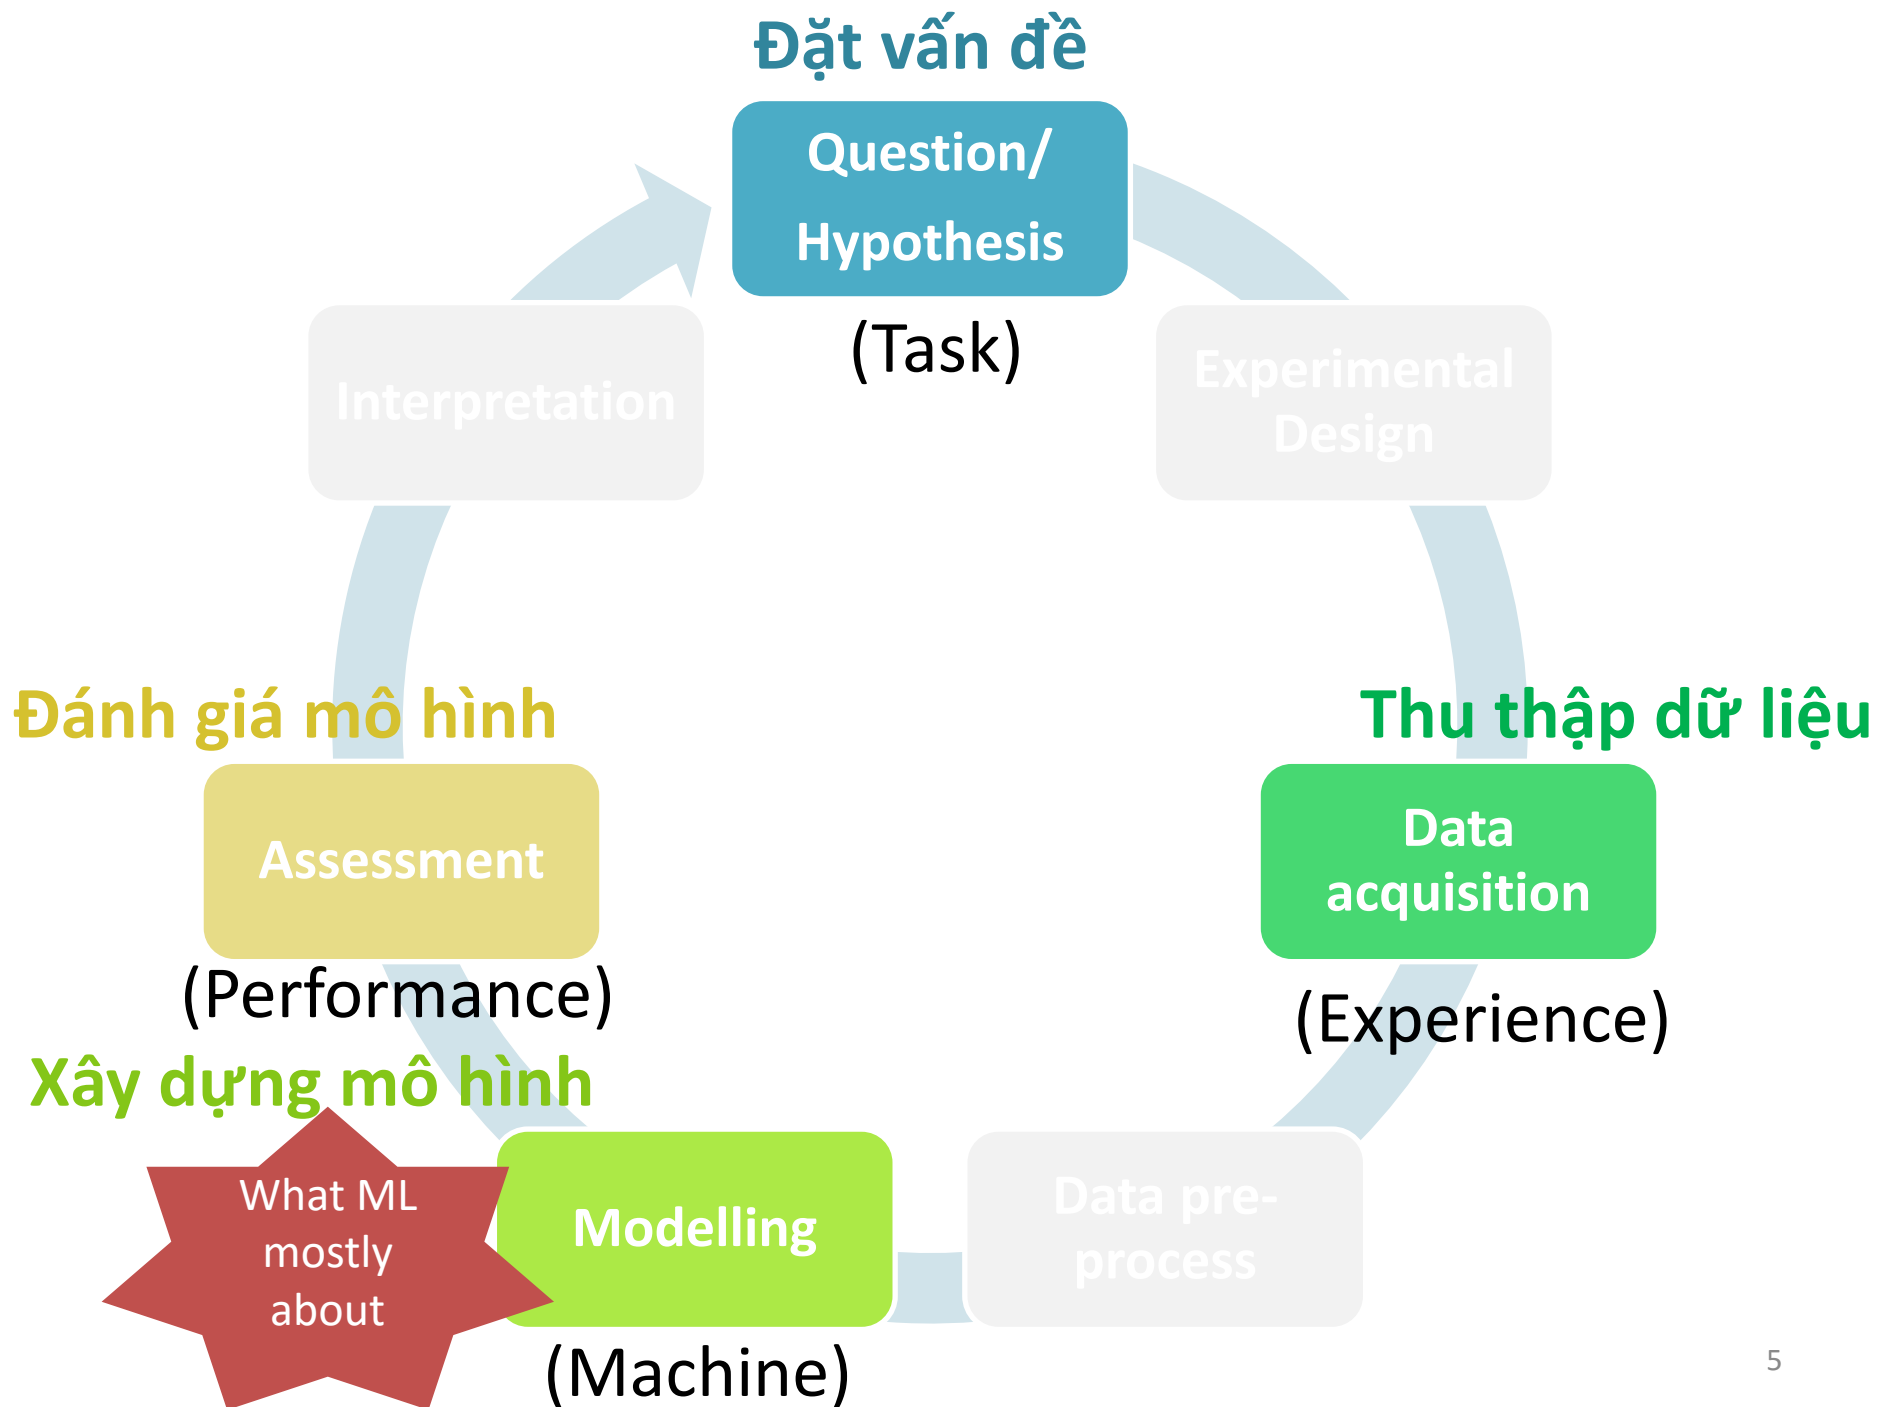 Đặt vấn đề
Question/
Hypothesis
(Task)
Experimental
Design
Thu thập dữ liệu
Data
acquisition
(Experience)
Data pre-
process
Xây dựng mô hình
Modelling
(Machine)
What ML
mostly
about
Đánh giá mô hình
Assessment
(Performance)
Interpretation
5